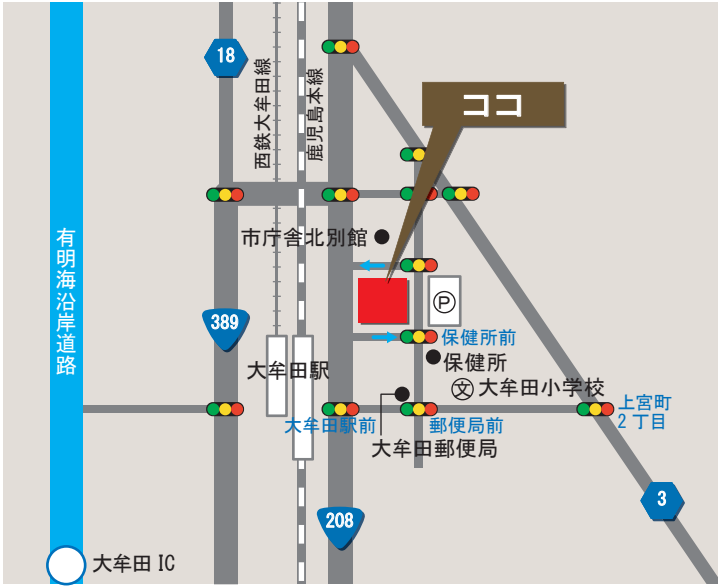 18
西鉄大牟田線
鹿児島本線
ココ
有明海沿岸道路
市庁舎北別館
389
P
保健所前
保健所
大牟田駅
文 大牟田小学校
大牟田駅前
郵便局前
上宮町
2丁目
大牟田郵便局
3
208
大牟田 IC